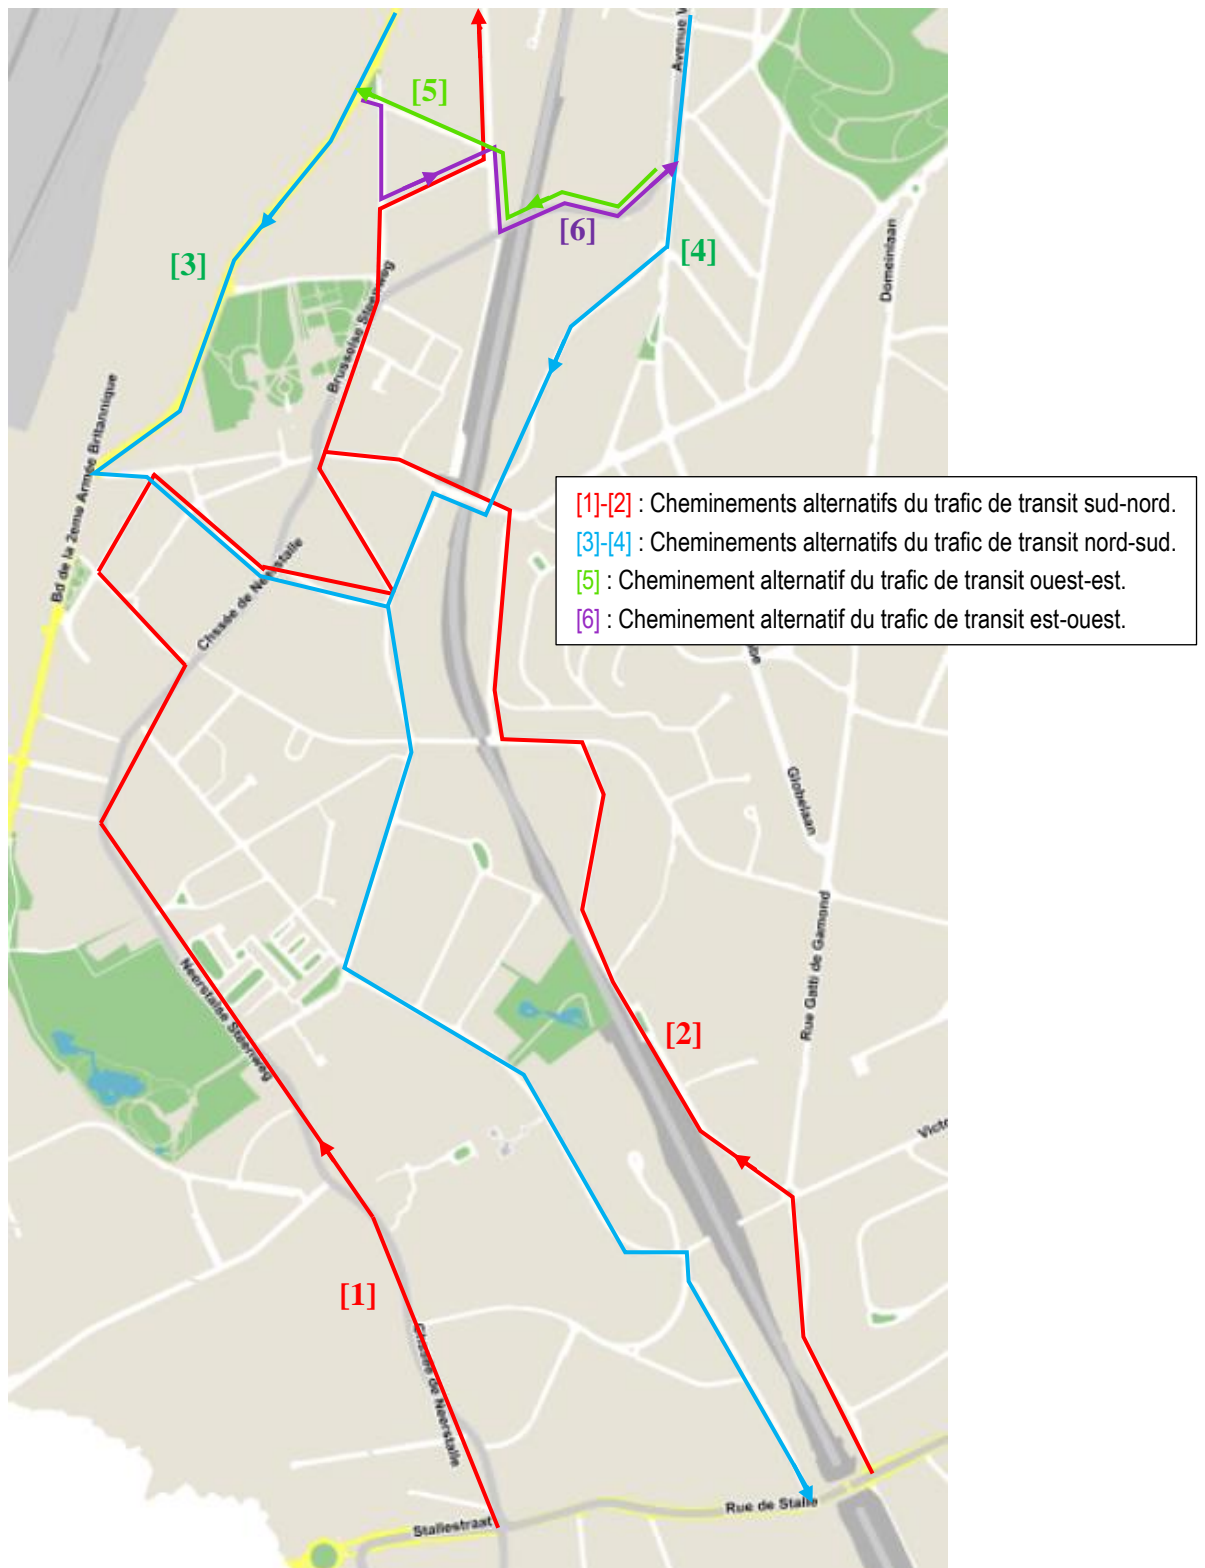 Avenue V
[5]
[6]
[3]
[4]
Domeinlaan
Brusselse Steenweg
Bd de la 2eme Armée Britannique
[1]-[2] : Cheminements alternatifs du trafic de transit sud-nord.
[3]-[4] : Cheminements alternatifs du trafic de transit nord-sud.
[5] : Cheminement alternatif du trafic de transit ouest-est.
[6] : Cheminement alternatif du trafic de transit est-ouest.
Chssée de Neerstalle
Globelaan
Rue Gatti de Gamond
Neerstalse Steenweg
[2]
Victo
[1]
Chssée de Neerstalle
Rue de Stalle
Stallestraat